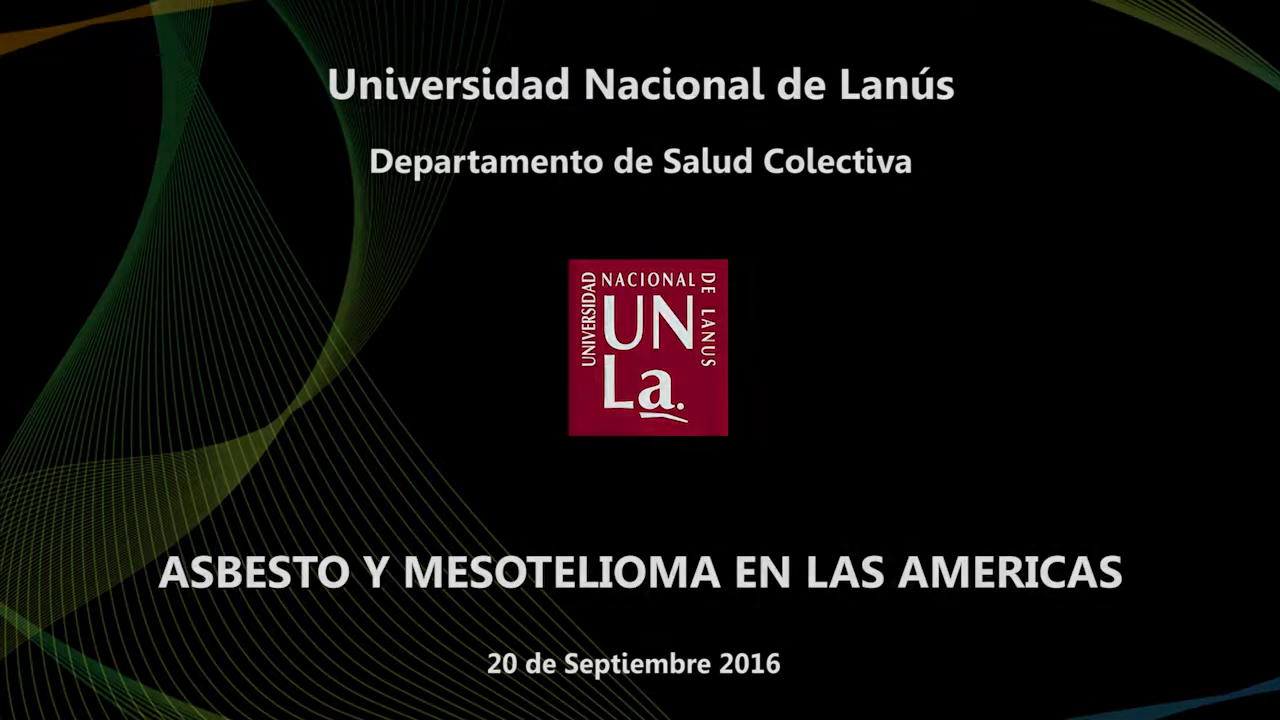 Universidad Nacional de Lanús
Departamento de Salud Colectiva
UNIVERSIDAD NACIONAL DE LANUS
UN
La.
ASBESTO Y MESOTELIOMA EN LAS AMERICAS
20 de Septiembre 2016